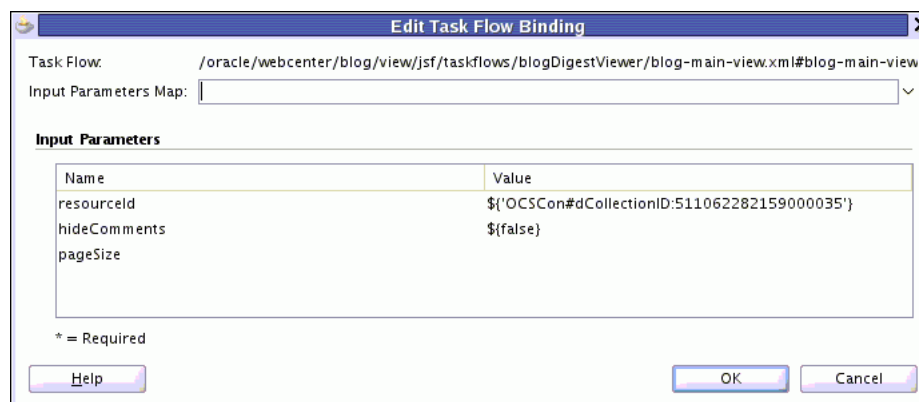 Edit Task Flow Binding
Task Flow: /oracle/webcenter/blog/view/jsf/taskflows/blogDigestViewer/blog-main-view.xml#blog-main-view
Input Parameters Map:
Input Parameters
Name Value
resourceId ${'OCSCon#dCollectionID:511062282159000035'}
hideComments ${false}
pageSize
* = Required
Help OK Cancel